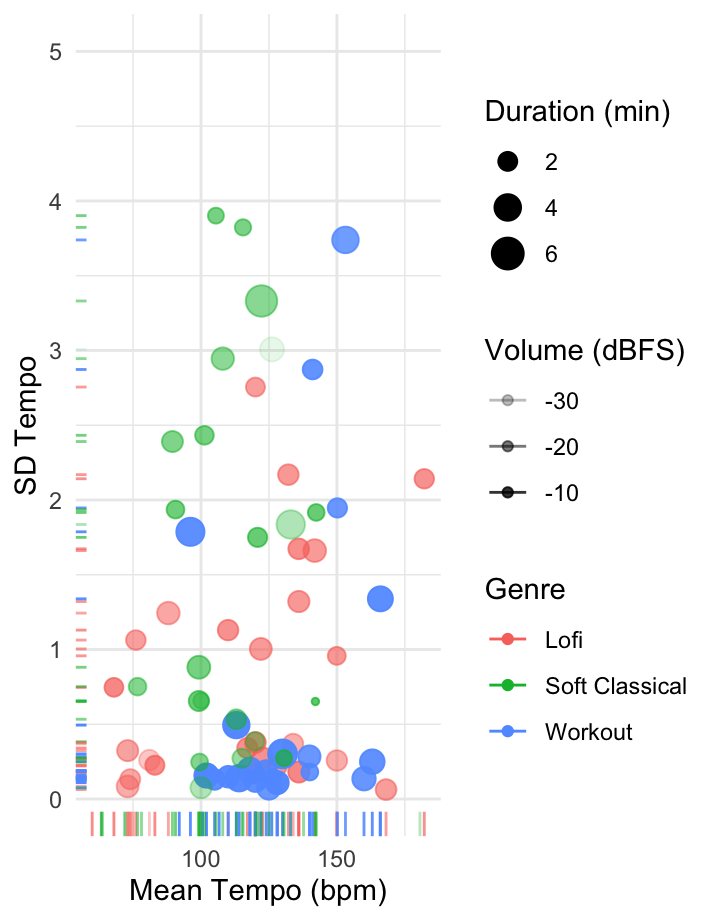 5
4
3
2
1
0
SD Tempo
100 150
Mean Tempo (bpm)
Duration (min)
2
4
6
Volume (dBFS)
-30
-20
-10
Genre
Lofi
Soft Classical
Workout